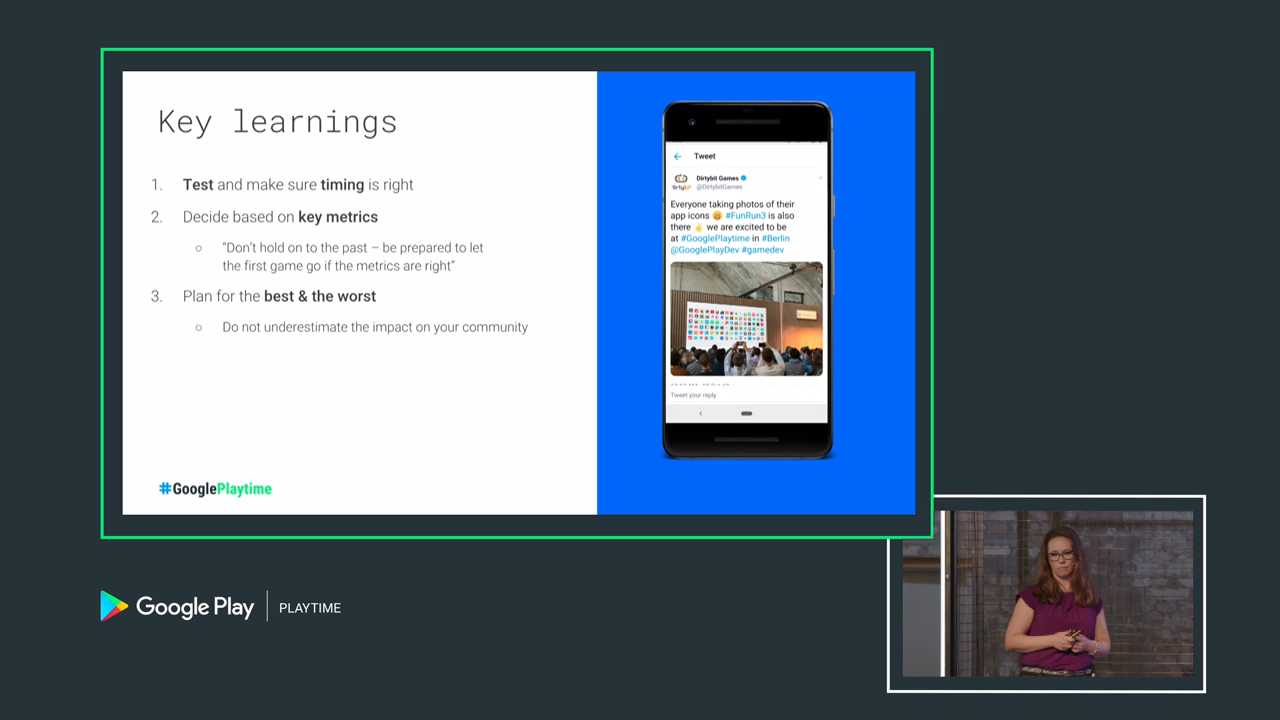 Key learnings
1. Test and make sure timing is right
2. Decide based on key metrics
○ “Don’t hold on to the past – be prepared to let
the first game go if the metrics are right”
3. Plan for the best & the worst
○ Do not underestimate the impact on your community
#GooglePlaytime
Tweet
Dirtybit Games
@DirtybitGames
Everyone taking photos of their
app icons 😀 #FunRun3 is also
there ✌ we are excited to be
at #GooglePlaytime in #Berlin
@GooglePlayDev #gamedev
Tweet your reply
Google Play | PLAYTIME